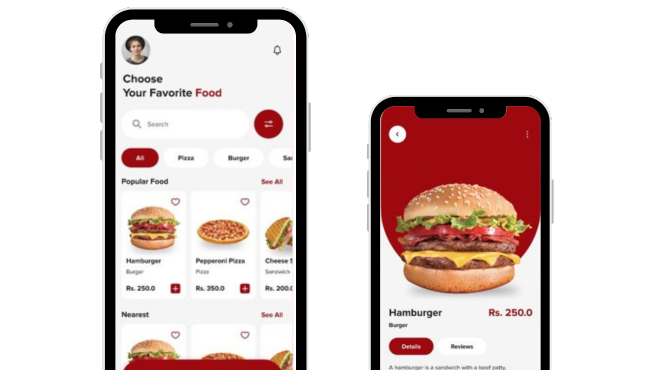 Choose
Your Favorite Food
Search
All Pizza Burger
Popular Food See All
Hamburger Pepperoni Pizza Cheese
Burger Pizza Sandwich
Rs. 250.0 Rs. 350.0 Rs. 200.
Nearest See All
Hamburger Rs. 250.0
Burger
Details Reviews
A hamburger is a sandwich with a beef patty,